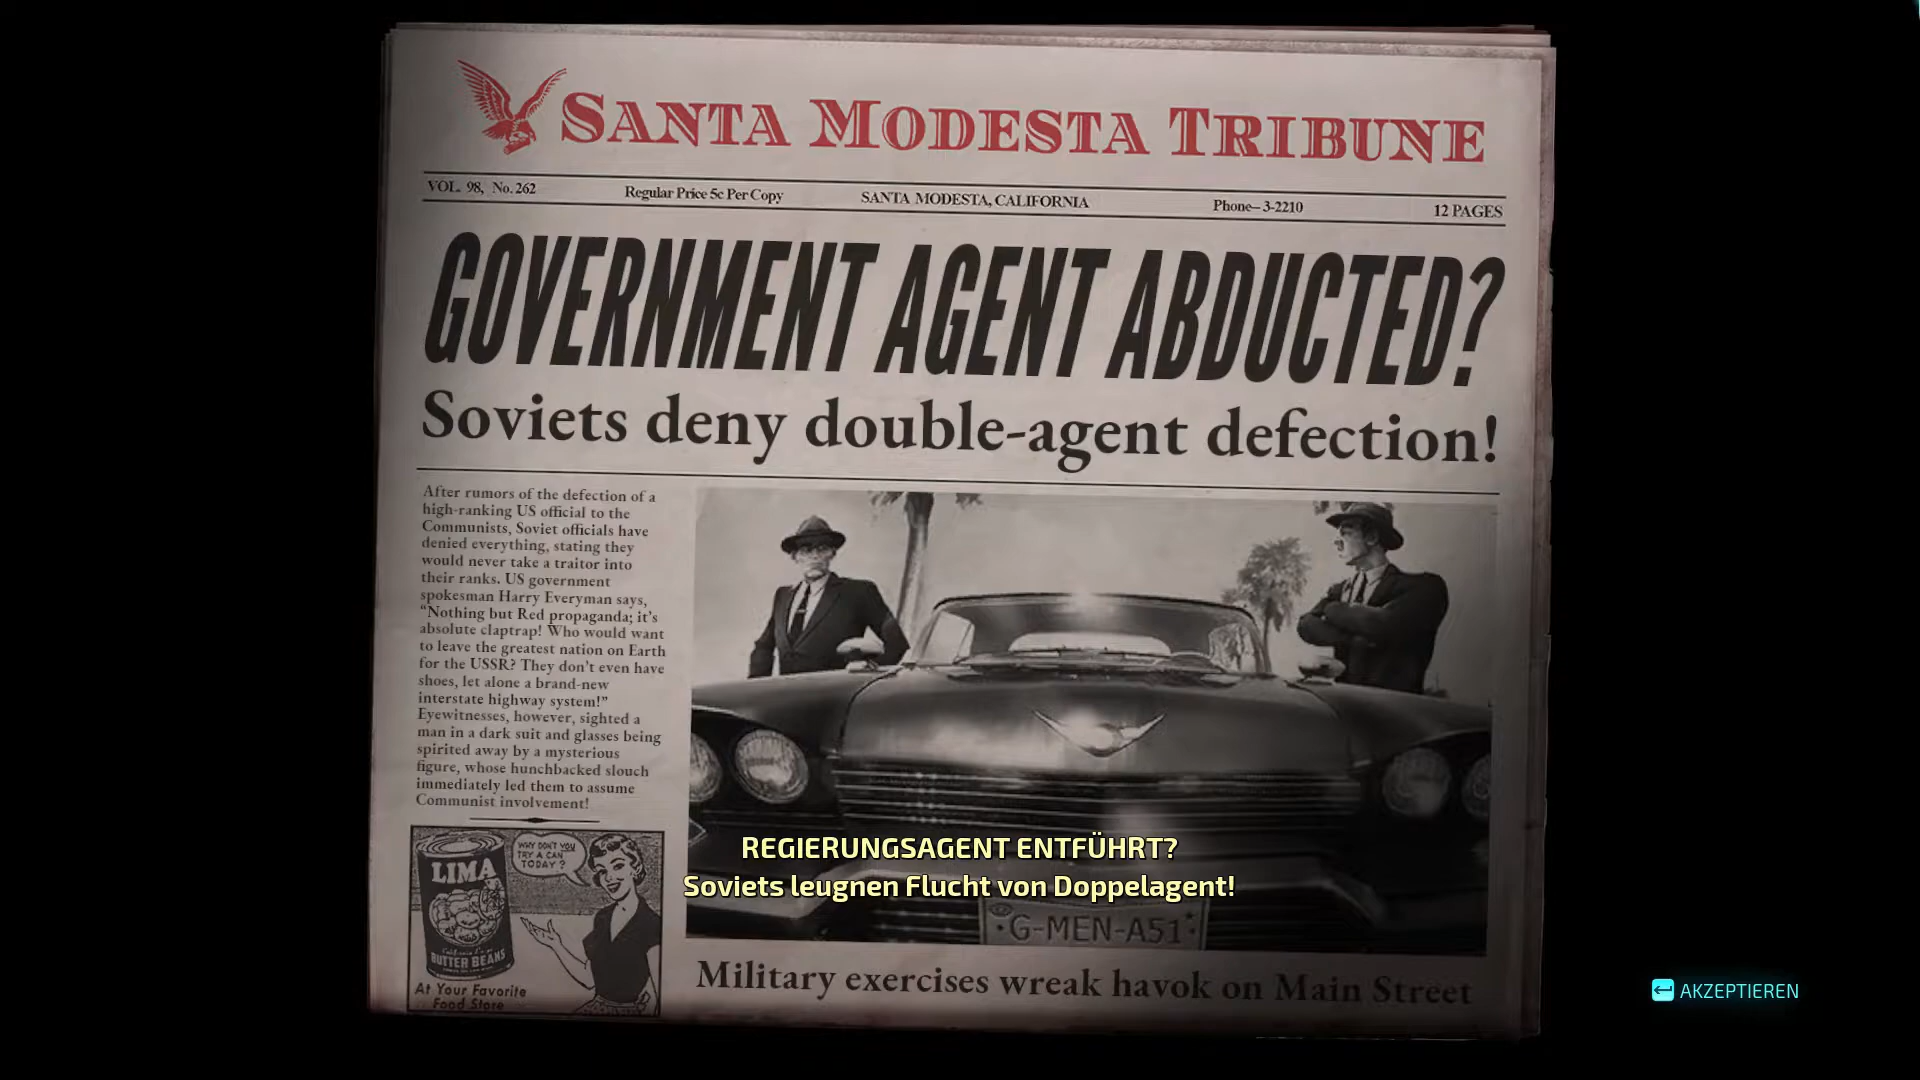 SANTA MODESTA TRIBUNE
VOL. 98, No. 262
Regular Price 5c Per Copy
SANTA MODESTA, CALIFORNIA
Phone– 3-2210
12 PAGES
GOVERNMENT AGENT ABDUCTED?
Soviets deny double-agent defection!
After rumors of the defection of a
high-ranking US official to the
Communists, Soviet officials have
denied everything, stating they
would never take a traitor into
their ranks. US government
spokesman Harry Everyman says,
“Nothing but Red propaganda; it’s
absolute claptrap! Who would want
to leave the greatest nation on Earth
for the USSR? They don’t even have
shoes, let alone a brand-new
interstate highway system!”
Eyewitnesses, however, sighted a
man in a dark suit and glasses being
spirited away by a mysterious
figure, whose hunchbacked slouch
immediately led them to assume
Communist involvement!
WHY DON'T YOU
TRY A CAN
TODAY?
LIMA
BUTTER BEANS
At Your Favorite
Food Store
REGIERUNGSAGENT ENTFÜHRT?
Soviets leugnen Flucht von Doppelagent!
G-MEN-A51
Military exercises wreak havok on Main Street
AKZEPTIEREN